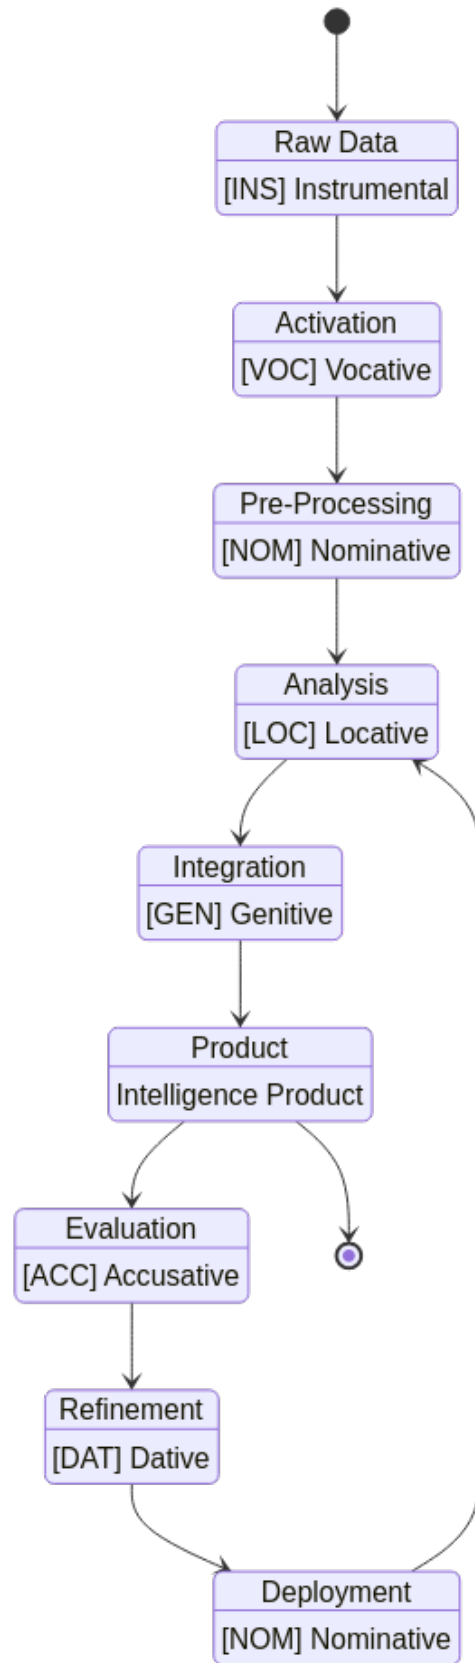 Raw Data
[INS] Instrumental
Activation
[VOC] Vocative
Pre-Processing
[NOM] Nominative
Analysis
[LOC] Locative
Integration
[GEN] Genitive
Product
Intelligence Product
Evaluation
[ACC] Accusative
Refinement
[DAT] Dative
Deployment
[NOM] Nominative